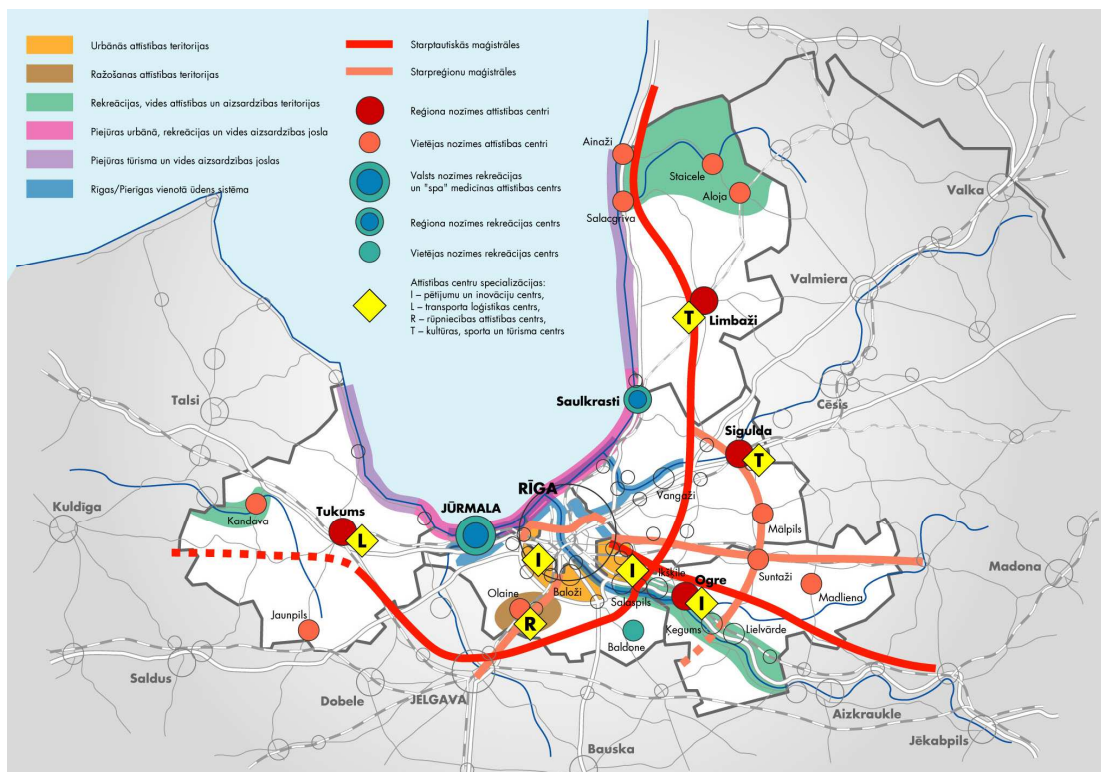 Urbānās attīstības teritorijas
Ražošanas attīstības teritorijas
Rekreācijas, vides attīstības un aizsardzības teritorijas
Piejūras urbānā, rekreācijas un vides aizsardzības josla
Piejūras tūrisma un vides aizsardzības joslas
Rīgas/Pierigas vienotā ūdens sistēma
Starptautiskās maģistrāles
Starpreģionu maģistrāles
Reģiona nozīmes attīstības centri
Vietējas nozīmes attīstības centri
Valsts nozīmes rekreācijas
un "spa" medicinas attīstības centrs
Reģiona nozīmes rekreācijas centrs
Vietējas nozīmes rekreācijas centrs
Attīstības centru specializācijas:
I – pētījumu un inovāciju centrs,
L – transporta loģistikas centrs,
R – rūpniecības attīstības centrs,
T – kultūras, sporta un tūrisma centrs
Ainaži
Staicele
Aloja
Salacgrīva
Valka
Valmiera
T
Limbaži
Talsi
Saulkrasti
Cēsis
Sigulda
T
RĪGA
Vangaži
Kuldīga
Kandava
Tukums
L
JŪRMALA
Mālpils
I
I
Ikšķile
Suntaži
Madona
Ogre
I
Madliena
Olaine
Baloži
Salaspils
R
Jaunpils
Ķegums
Lielvārde
Baldone
Saldus
Dobele
JELGAVA
Aizkraukle
Jēkabpils
Bauska